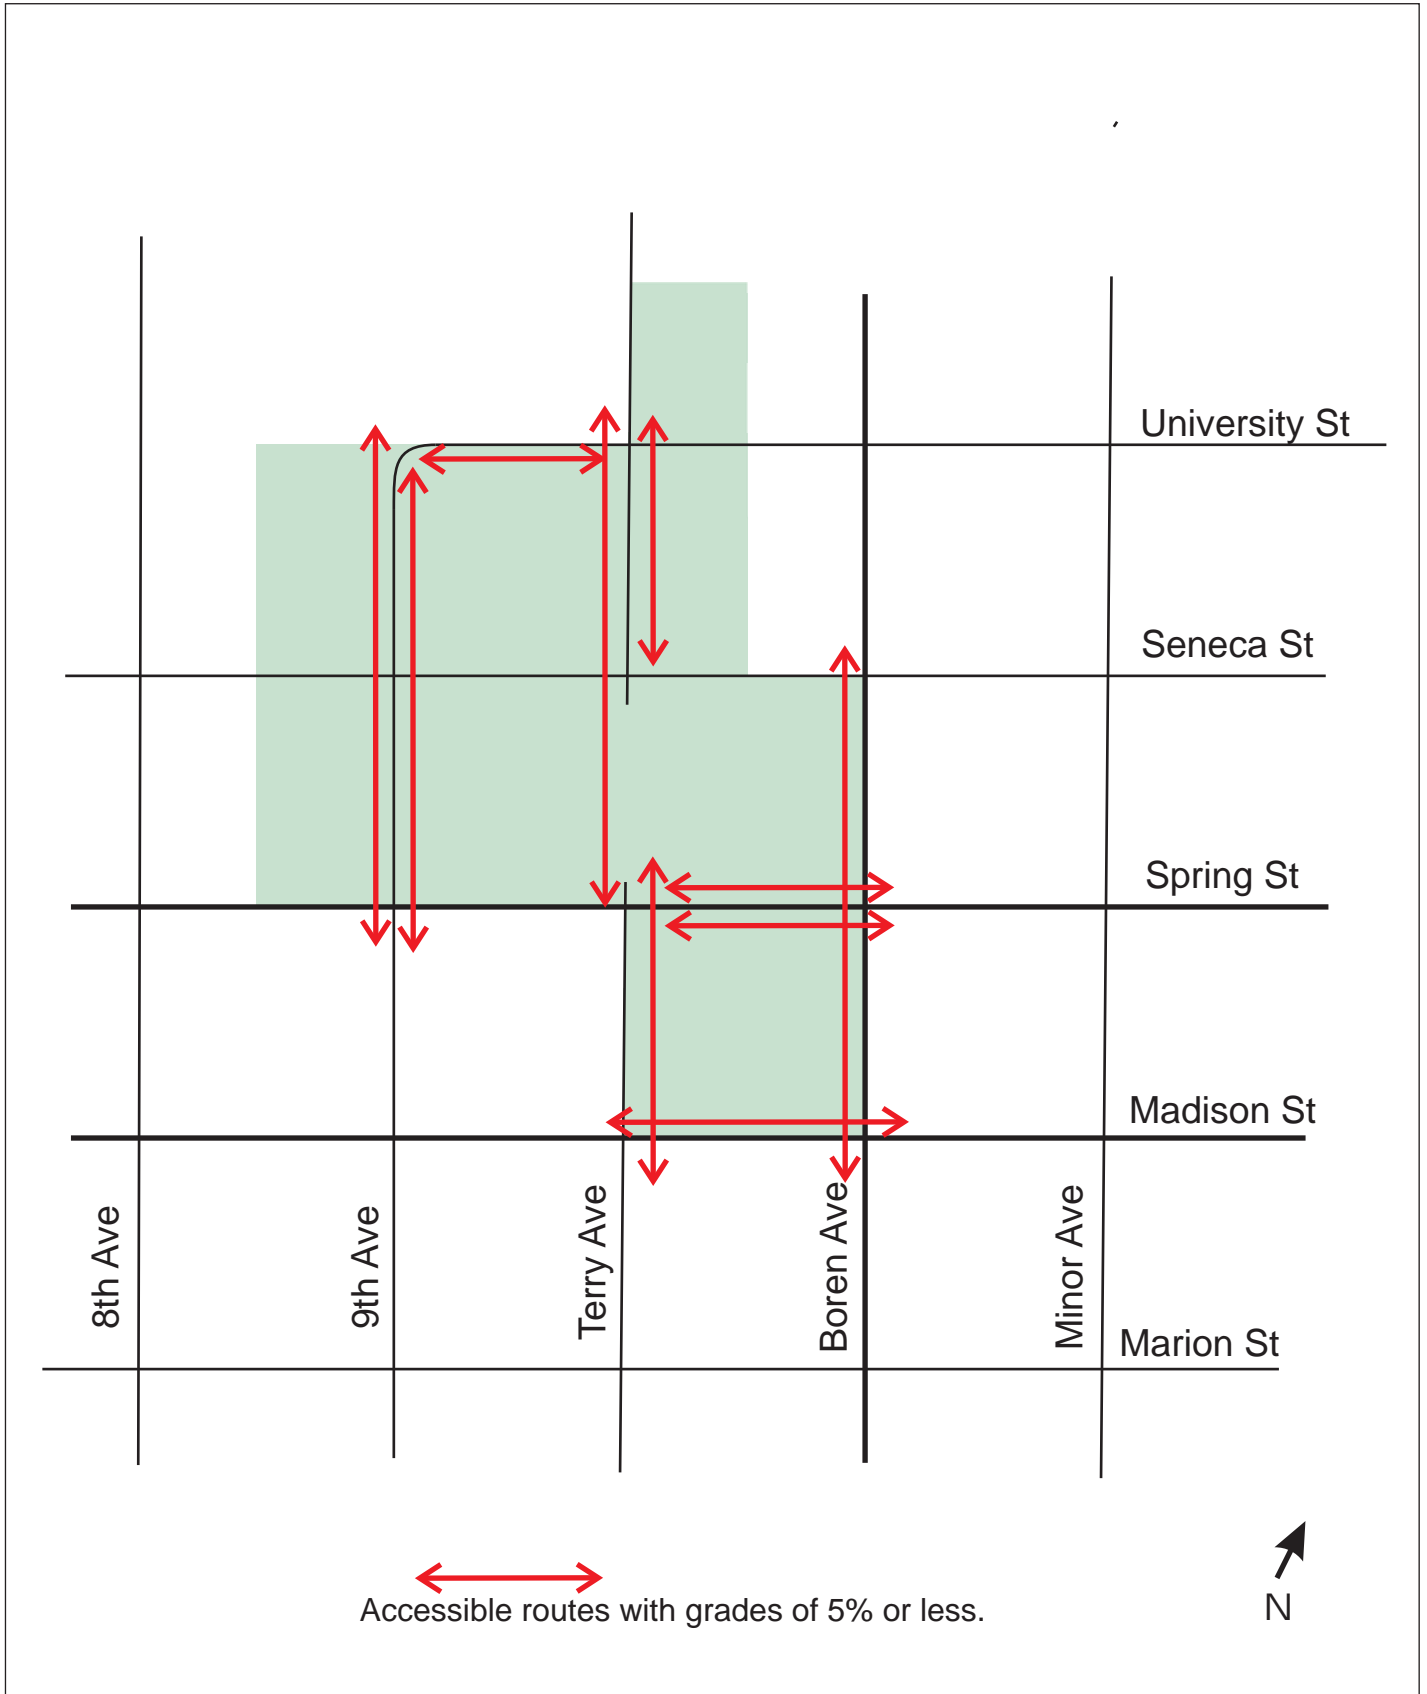 University St
Seneca St
Spring St
Madison St
8th Ave
9th Ave
Terry Ave
Boren Ave
Minor Ave
Marion St
Accessible routes with grades of 5% or less.
N